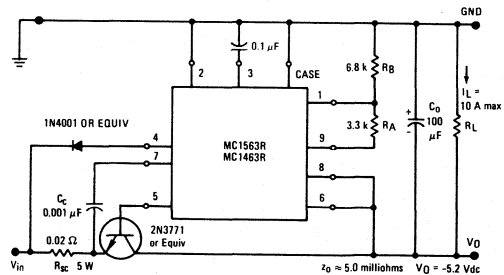 GND
0.1 µF
2
3
CASE
6.8 k RB
1
1N4001 OR EQUIV
4
MC1563R
MC1463R
9
3.3 k RA
+
-
CO
100
µF
IL =
10 A max
RL
7
8
CC
0.001 µF
5
6
2N3771
or Equiv
Vin
0.02 Ω
Rsc 5 W
zo ≈ 5.0 milliohms
VO = -5.2 Vdc
VO